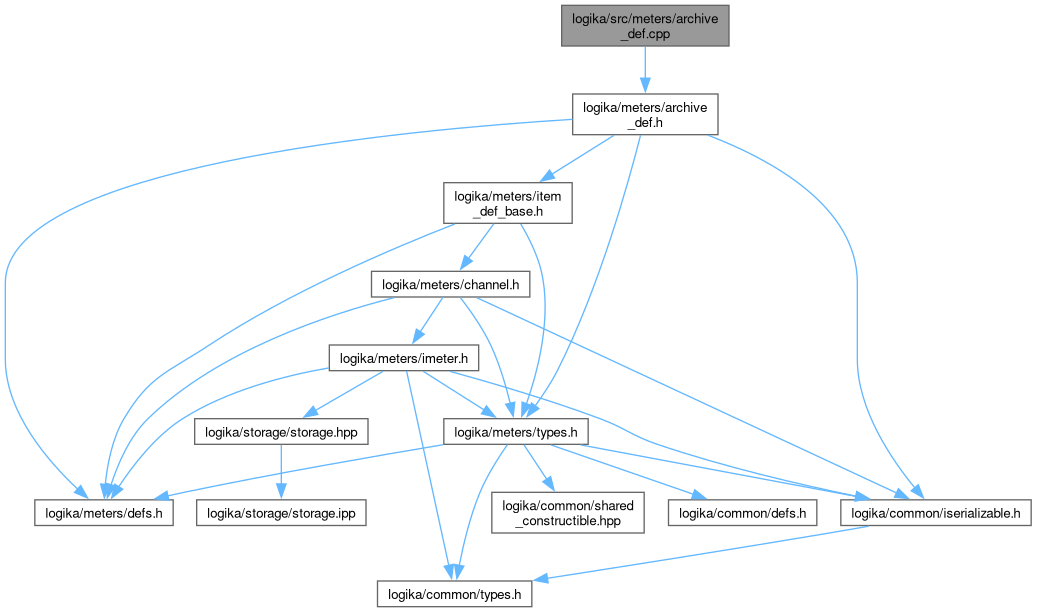 logika/src/meters/archive
_def.cpp
logika/meters/archive
_def.h
logika/meters/item
_def_base.h
logika/meters/channel.h
logika/meters/imeter.h
logika/storage/storage.hpp
logika/meters/types.h
logika/meters/defs.h
logika/storage/storage.ipp
logika/common/shared
_constructible.hpp
logika/common/defs.h
logika/common/iserializable.h
logika/common/types.h